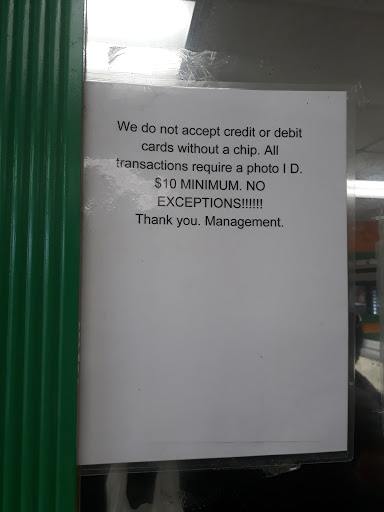 We do not accept credit or debit
cards without a chip. All
transactions require a photo I D.
$10 MINIMUM. NO
EXCEPTIONS!!!!!!
Thank you. Management.